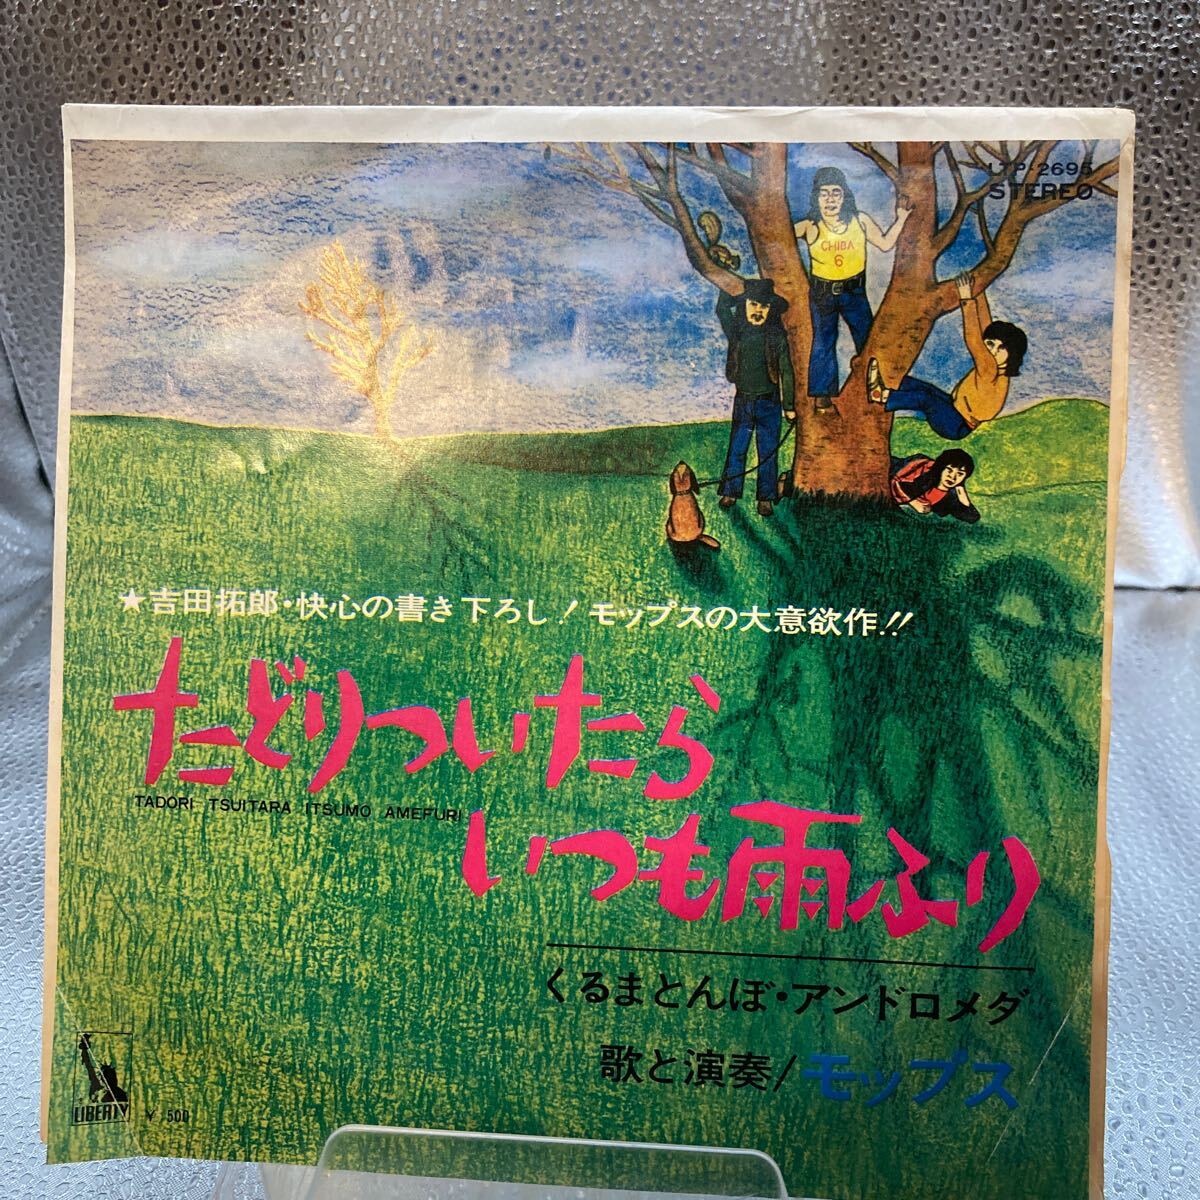 LTP-2695
STEREO
CHIBA
6
★吉田拓郎・快心の書き下ろし! モップスの大意欲作!!
たどりついたら
TADORI TSUITARA ITSUMO AMEFURI
いつも雨ふり
くるまとんぼ・アンドロメダ
歌と演奏/モップス
LIBERTY
¥ 500